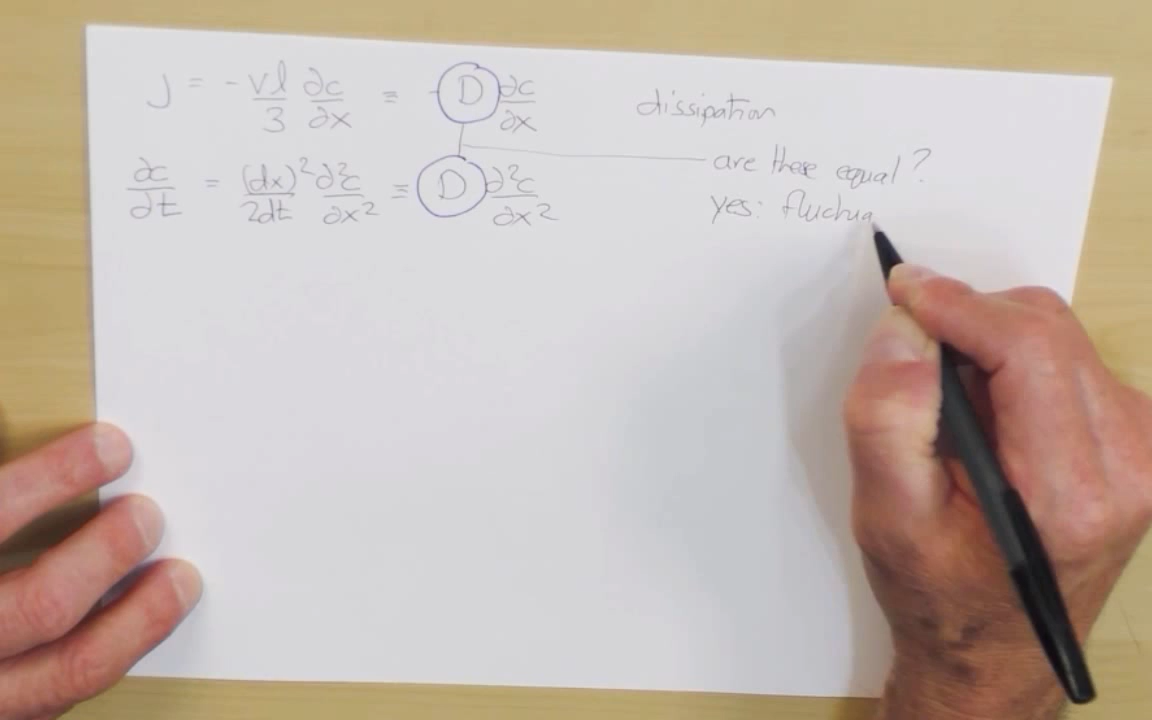 J = -vl/3 ∂c/∂x ≡ -D ∂c/∂x
dissipation
are these equal?
∂c/∂t = (dx)²/2dt ∂²c/∂x² ≡ D ∂²c/∂x²
yes: fluctua